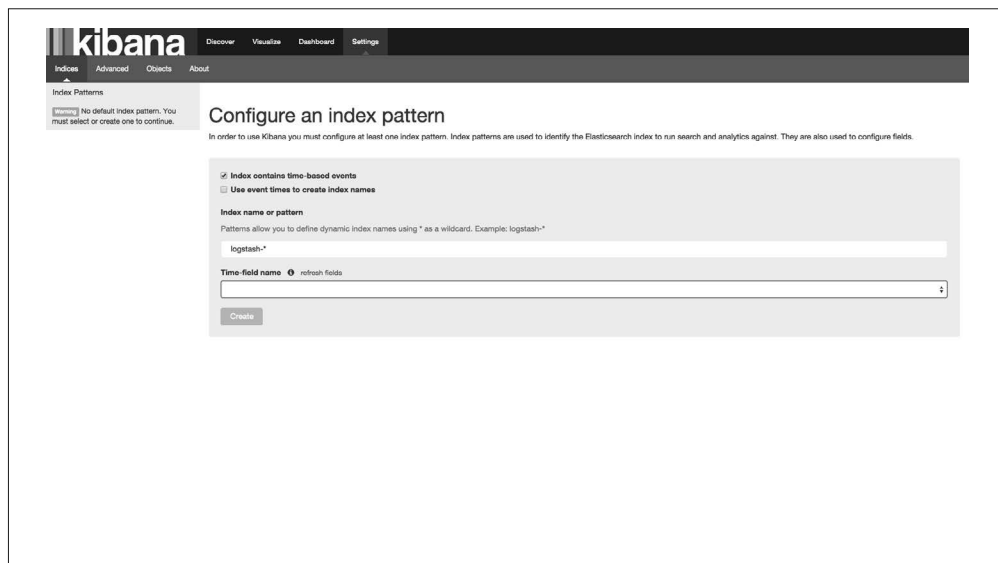 kibana
Discover Visualize Dashboard Settings
Indices Advanced Objects About
Index Patterns
Warning No default index pattern. You
must select or create one to continue.
Configure an index pattern
In order to use Kibana you must configure at least one index pattern. Index patterns are used to identify the Elasticsearch index to run search and analytics against. They are also used to configure fields.
Index contains time-based events
Use event times to create index names
Index name or pattern
Patterns allow you to define dynamic index names using * as a wildcard. Example: logstash-*
logstash-*
Time-field name refresh fields
Create